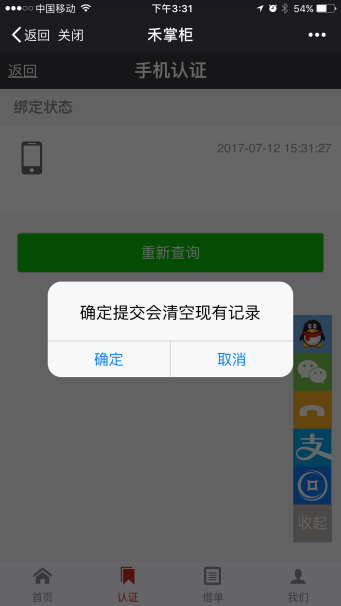 中国移动 下午3:31 54%
返回 关闭 禾掌柜
返回 手机认证
绑定状态
2017-07-12 15:31:27
重新查询
确定提交会清空现有记录
确定 取消
支
收起
首页 认证 借单 我们